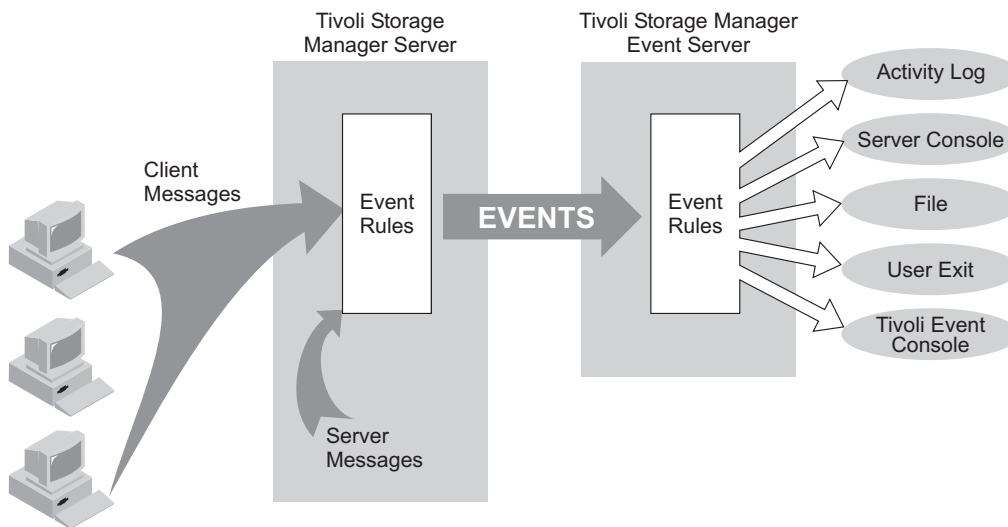 Tivoli Storage
Manager Server
Tivoli Storage Manager
Event Server
Client
Messages
Event
Rules
Server
Messages
EVENTS
Event
Rules
Activity Log
Server Console
File
User Exit
Tivoli Event
Console